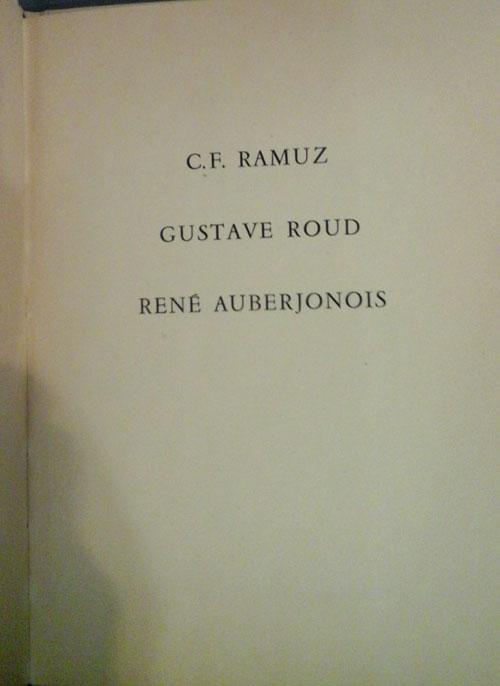 C.F. RAMUZ
GUSTAVE ROUD
RENÉ AUBERJONOIS